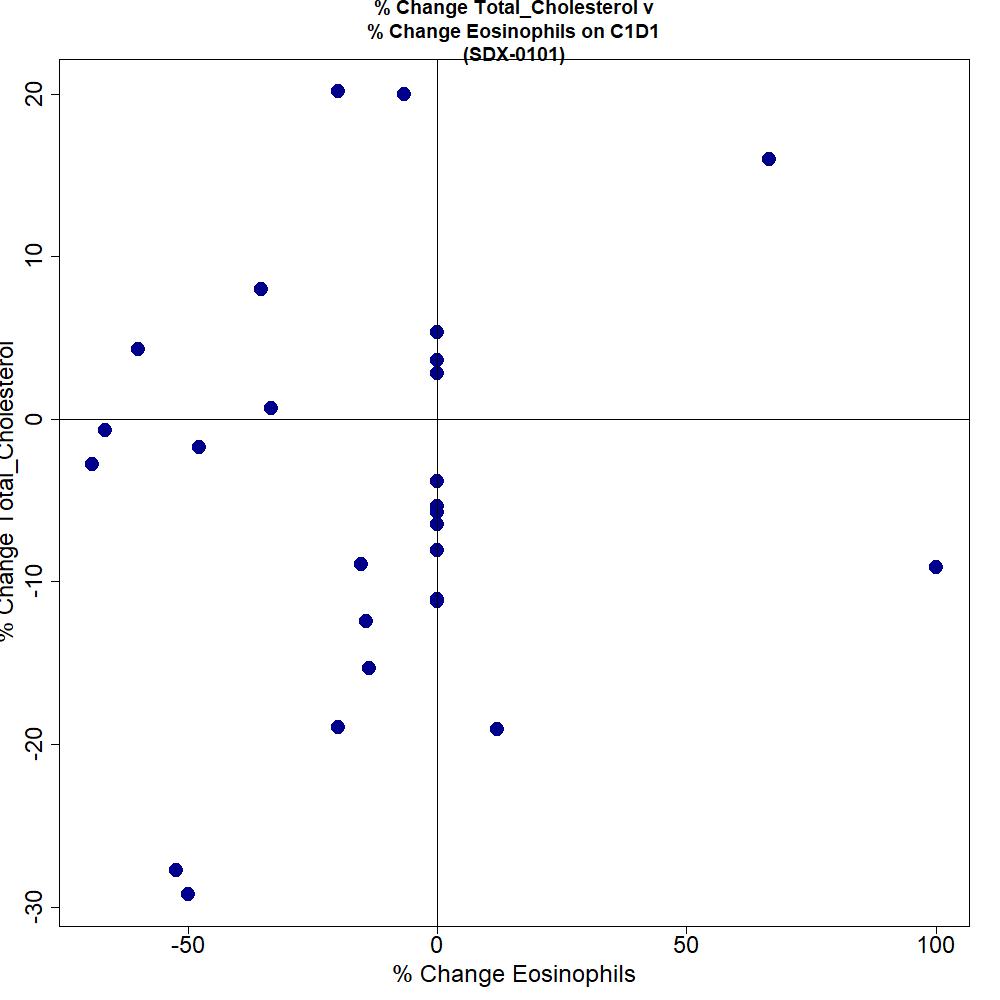 % Change Total_Cholesterol v
% Change Eosinophils on C1D1
(SDX-0101)
% Change Total_Cholesterol
20
10
0
-10
-20
-30
-50
0
50
100
% Change Eosinophils